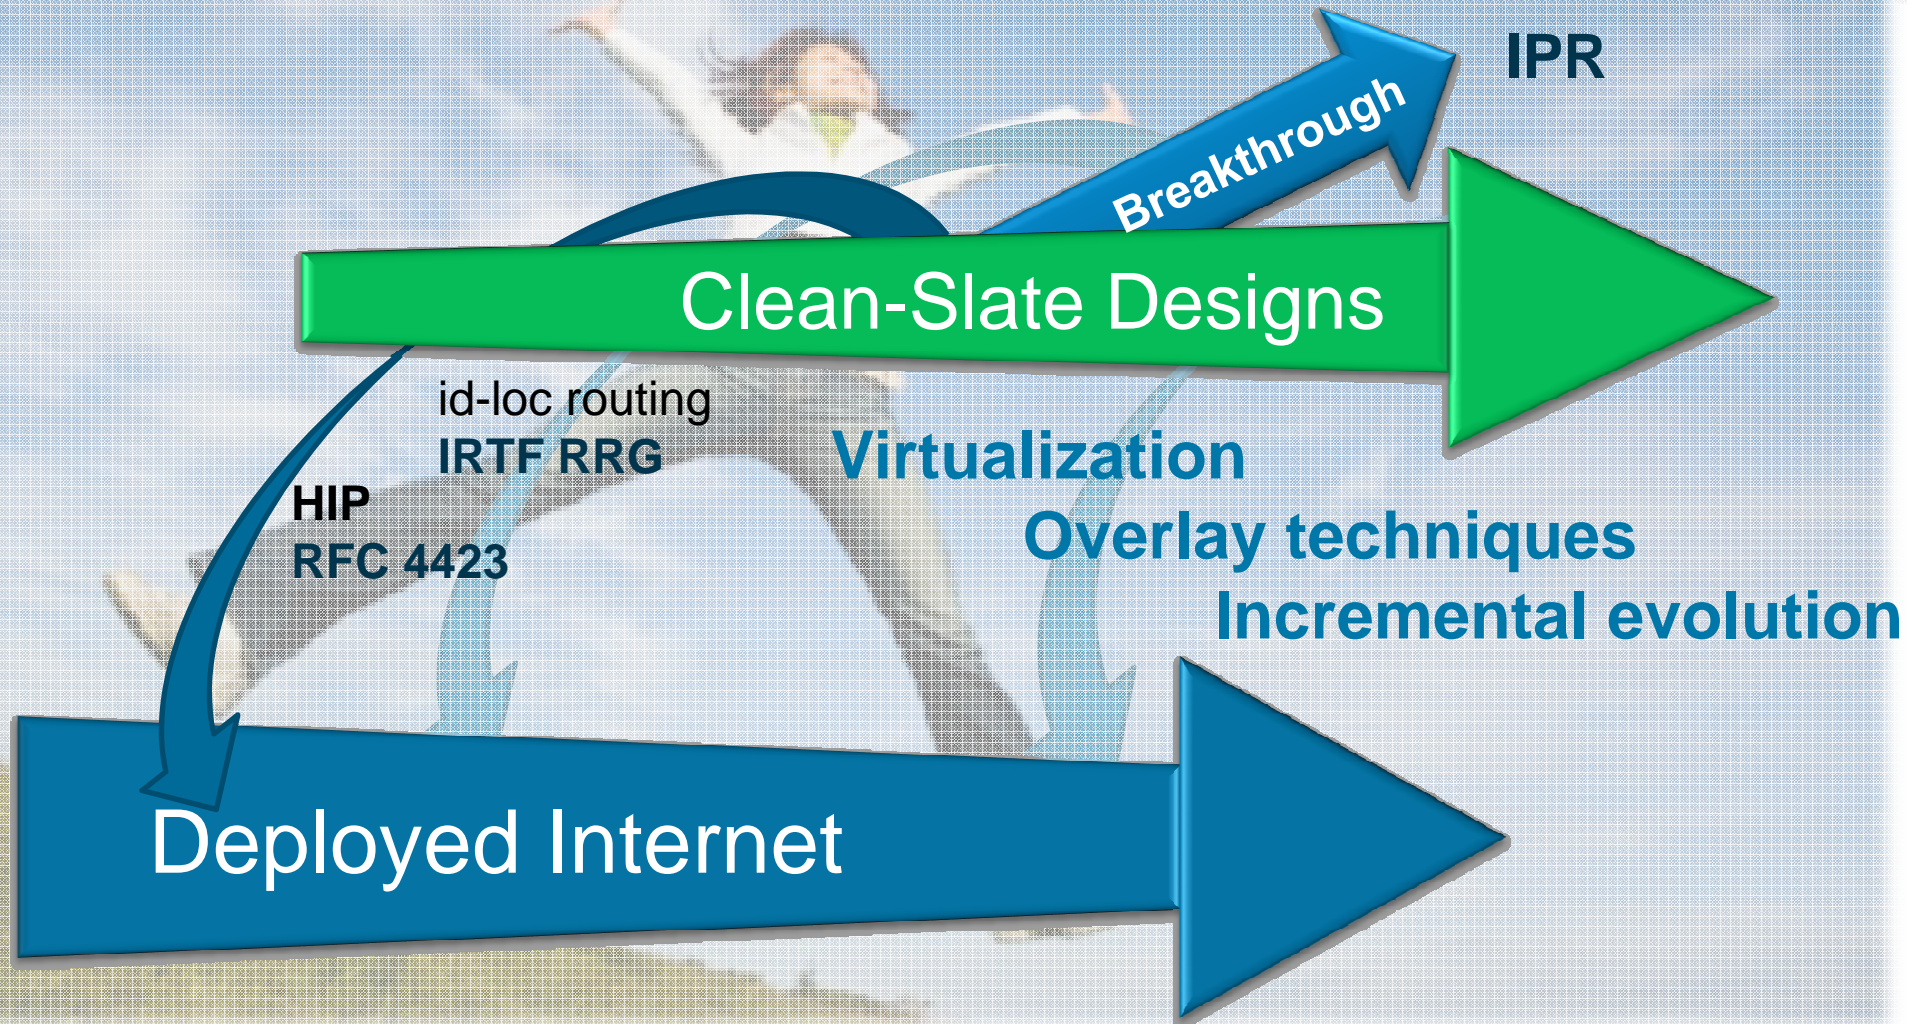 IPR
Breakthrough
Clean-Slate Designs
id-loc routing
IRTF RRG
HIP
RFC 4423
Virtualization
Overlay techniques
Incremental evolution
Deployed Internet